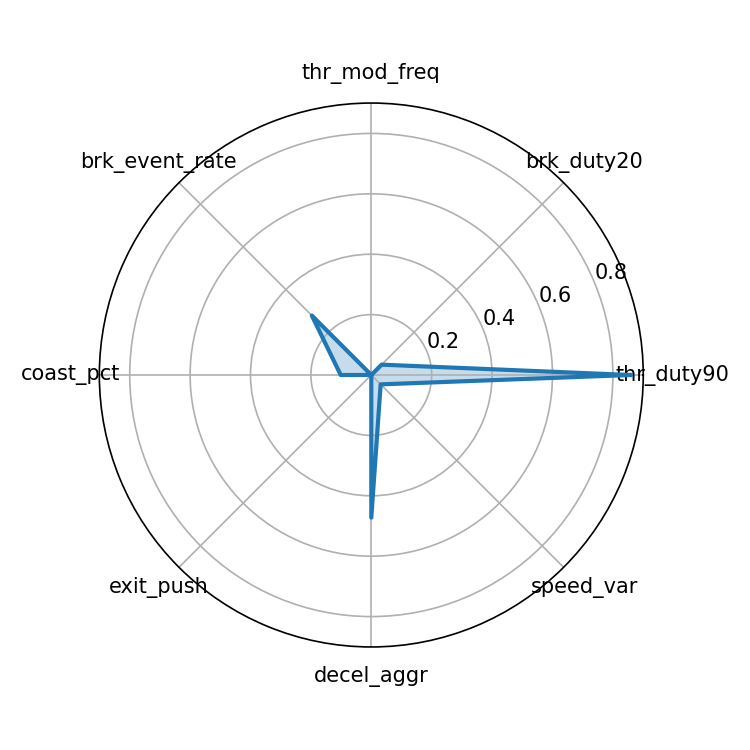 thr_mod_freq
brk_event_rate
brk_duty20
0.8
0.6
0.4
0.2
coast_pct
thr_duty90
exit_push
speed_var
decel_aggr